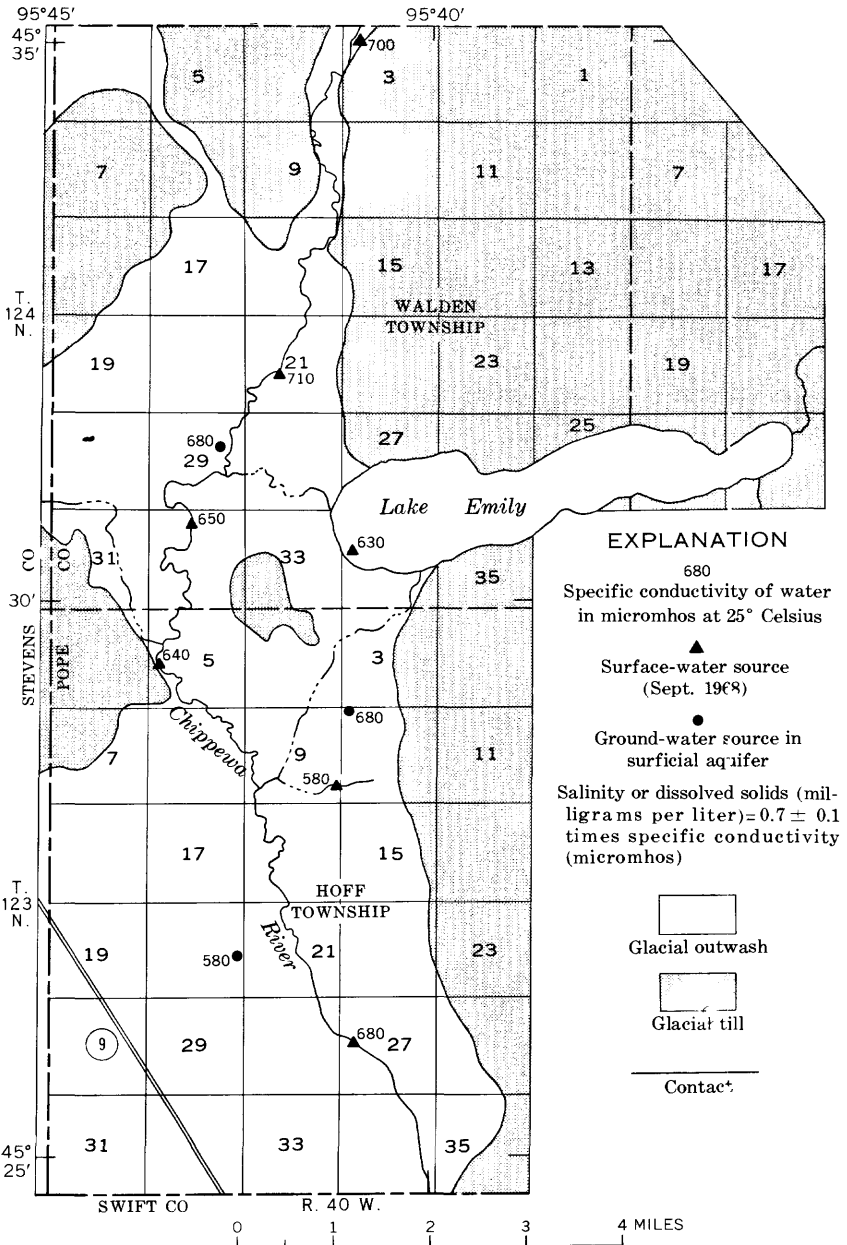 95°45′
95°40′
45°
35′
700
5
3
1
7
9
11
7
17
15
13
17
T.
124
N.
WALDEN
TOWNSHIP
19
21
710
23
19
680
29
27
25
Lake Emily
650
630
31
33
35
STEVENS CO
POPE CO
30′
640
5
3
Chippewa
680
7
9
11
580
17
15
T.
123
N.
HOFF
TOWNSHIP
19
580
River
21
23
9
29
680
27
31
33
35
45°
25′
SWIFT CO
R. 40 W.
0 1 2 3 4 MILES
EXPLANATION
680
Specific conductivity of water
in micromhos at 25° Celsius
Surface-water source
(Sept. 1968)
Ground-water source in
surficial aquifer
Salinity or dissolved solids (mil-
ligrams per liter)=0.7 ± 0.1
times specific conductivity
(micromhos)
Glacial outwash
Glacial till
Contact